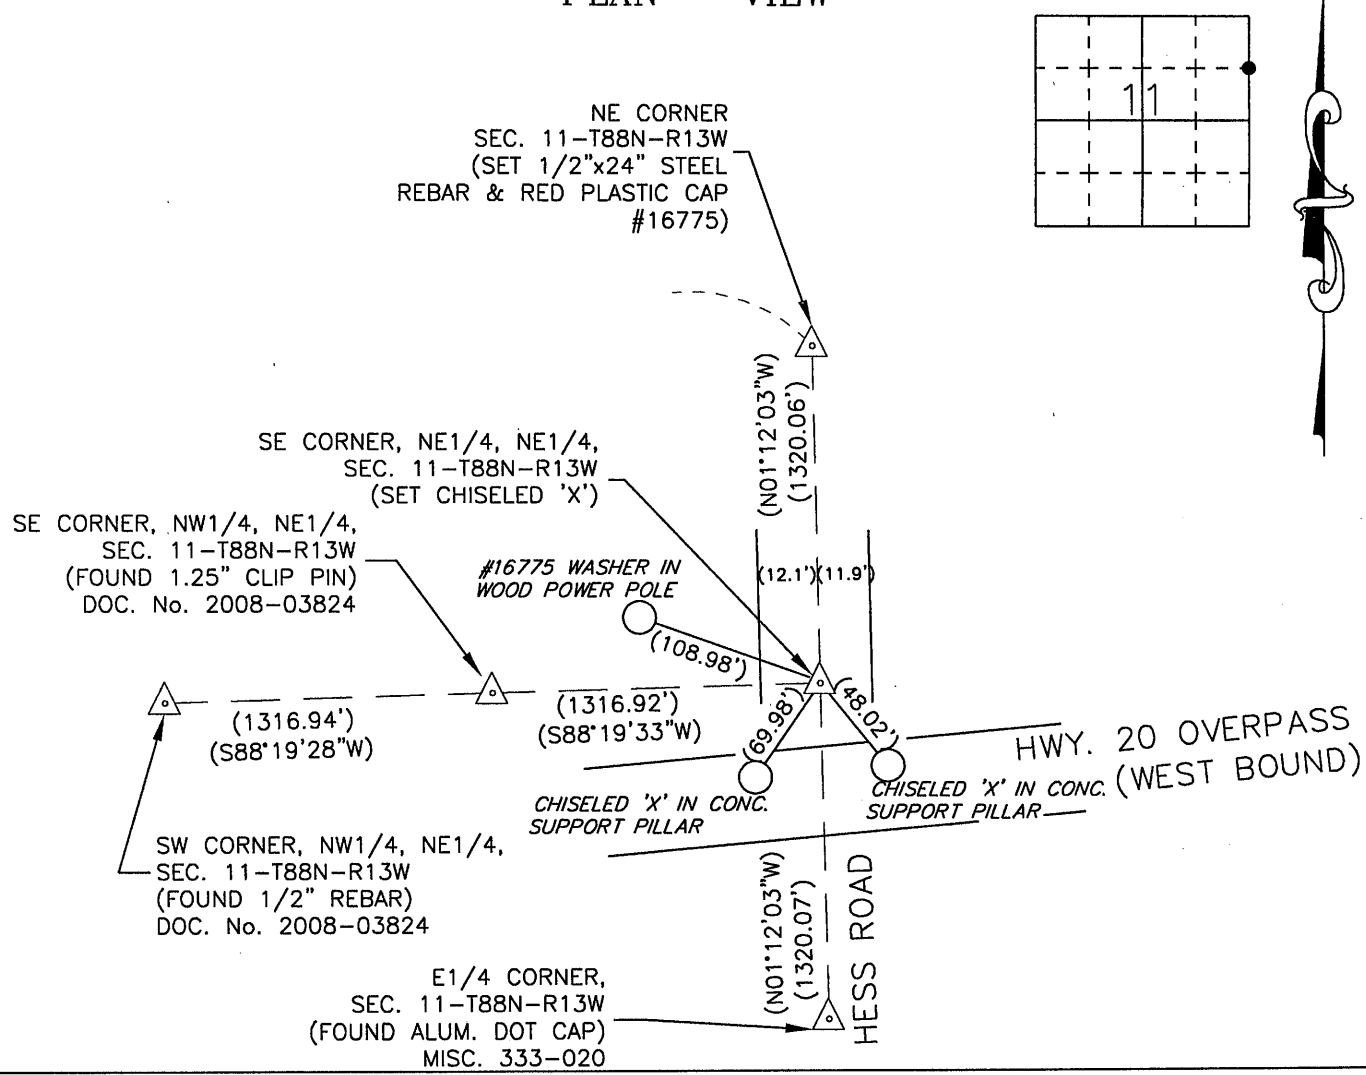 PLAN VIEW
11
NE CORNER
SEC. 11-T88N-R13W
(SET 1/2"x24" STEEL
REBAR & RED PLASTIC CAP
#16775)
(N01°12'03"W)
(1320.06')
SE CORNER, NE1/4, NE1/4,
SEC. 11-T88N-R13W
(SET CHISELED 'X')
SE CORNER, NW1/4, NE1/4,
SEC. 11-T88N-R13W
(FOUND 1.25" CLIP PIN)
DOC. No. 2008-03824
#16775 WASHER IN
WOOD POWER POLE
(12.1')
(11.9')
(108.98')
(1316.94')
(S88°19'28"W)
(1316.92')
(S88°19'33"W)
(69.98')
(48.02')
HWY. 20 OVERPASS
(WEST BOUND)
CHISELED 'X' IN CONC.
SUPPORT PILLAR
CHISELED 'X' IN CONC.
SUPPORT PILLAR
SW CORNER, NW1/4, NE1/4,
SEC. 11-T88N-R13W
(FOUND 1/2" REBAR)
DOC. No. 2008-03824
(N01°12'03"W)
(1320.07')
HESS ROAD
E1/4 CORNER,
SEC. 11-T88N-R13W
(FOUND ALUM. DOT CAP)
MISC. 333-020